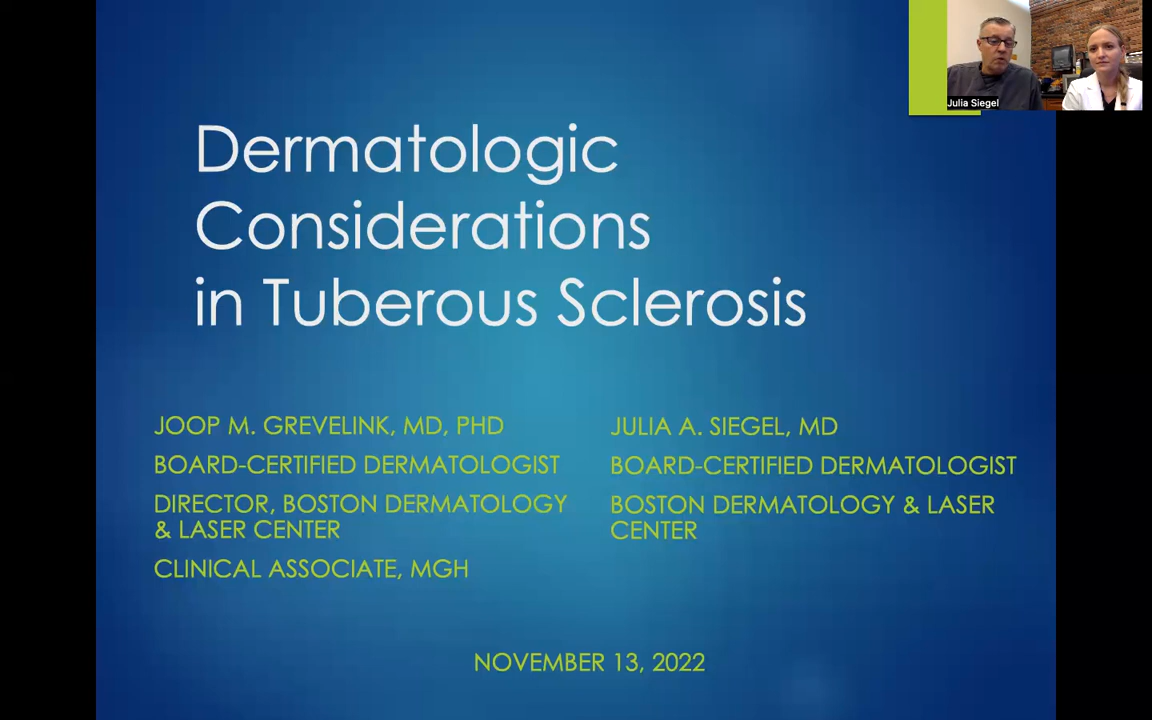 Julia Siegel
Dermatologic
Considerations
in Tuberous Sclerosis
JOOP M. GREVELINK, MD, PHD
BOARD-CERTIFIED DERMATOLOGIST
DIRECTOR, BOSTON DERMATOLOGY
& LASER CENTER
CLINICAL ASSOCIATE, MGH
JULIA A. SIEGEL, MD
BOARD-CERTIFIED DERMATOLOGIST
BOSTON DERMATOLOGY & LASER
CENTER
NOVEMBER 13, 2022